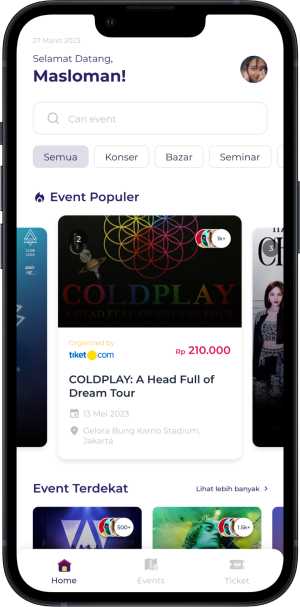 27 Maret 2023
Selamat Datang,
Masloman!
Cari event
Semua
Konser
Bazar
Seminar
Event Populer
2
1k+
COLDPLAY
A HEAD FULL OF DREAMS TOUR
3
Organized by
tiket.com
Rp 210.000
COLDPLAY: A Head Full of
Dream Tour
13 Mei 2023
Gelora Bung Karno Stadium,
Jakarta
Event Terdekat
Lihat lebih banyak
500+
1.5k+
Home
Events
Ticket